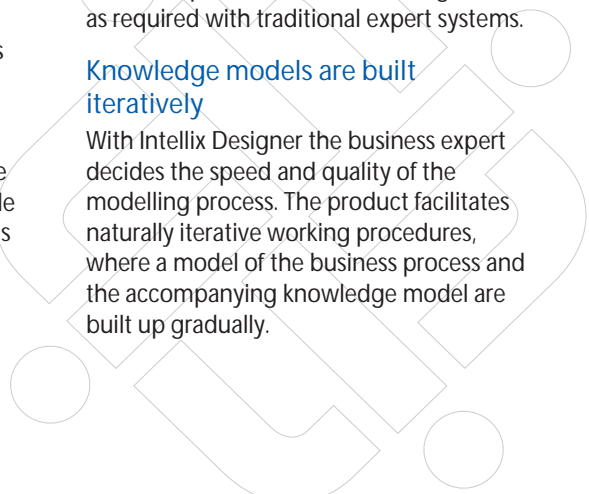 as required with traditional expert systems.
Knowledge models are built
iteratively
With Intellix Designer the business expert
decides the speed and quality of the
modelling process. The product facilitates
naturally iterative working procedures,
where a model of the business process and
the accompanying knowledge model are
built up gradually.